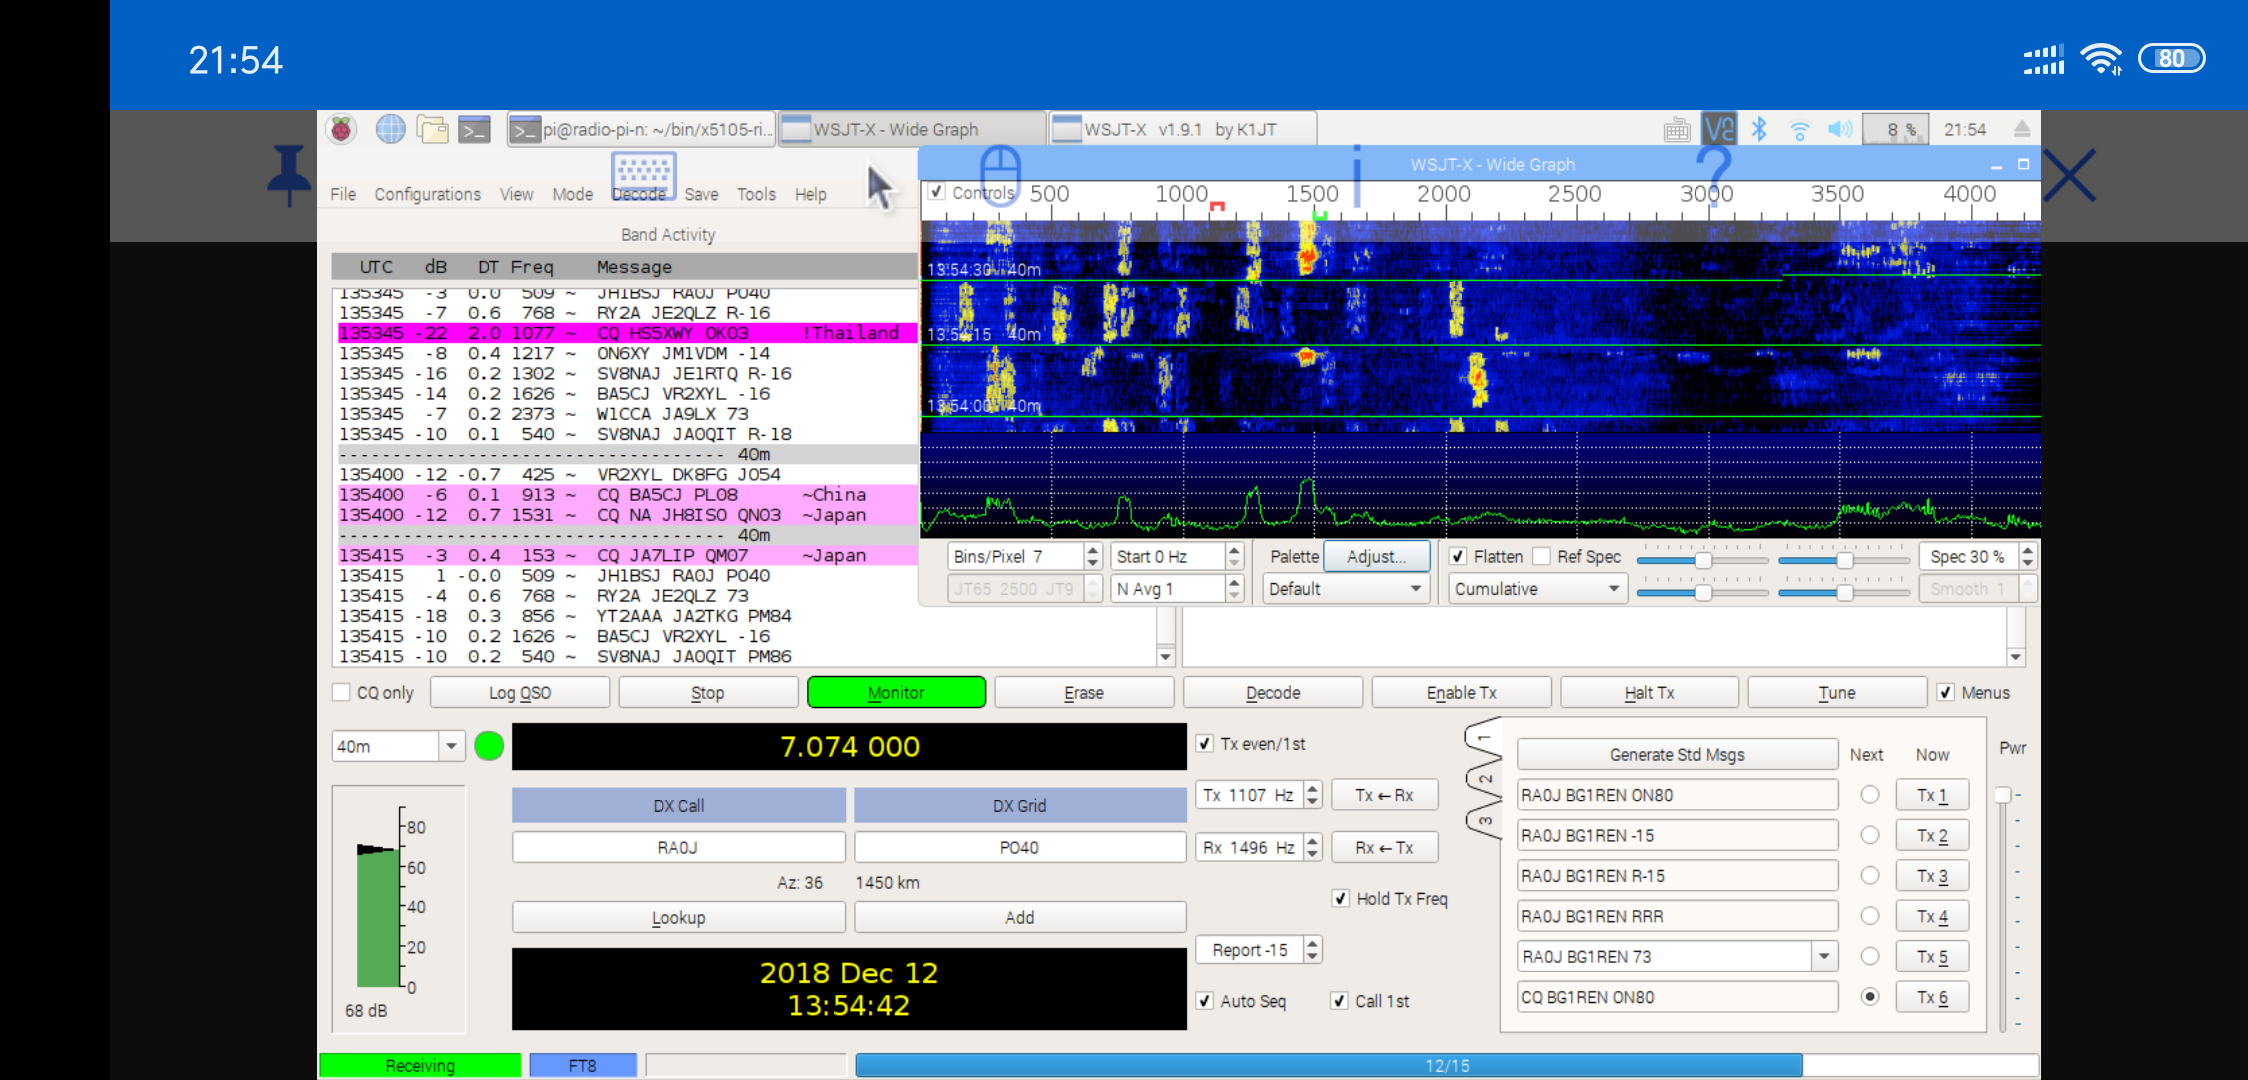 21:54
80
pi@radio-pi-n: ~/bin/x5105-ri...
WSJT-X - Wide Graph
WSJT-X v1.9.1 by K1JT
8 %
21:54
WSJT-X - Wide Graph
File Configurations View Mode Decode Save Tools Help
Controls 500 1000 1500 2000 2500 3000 3500 4000
Band Activity
UTC dB DT Freq Message
135345 -3 0.0 509 ~ JH1BSJ RA0J PO40
135345 -7 0.6 768 ~ RY2A JE2QLZ R-16
135345 -22 2.0 1077 ~ CQ HS5XWY OK03 !Thailand
135345 -8 0.4 1217 ~ ON6XY JM1VDM -14
135345 -16 0.2 1302 ~ SV8NAJ JE1RTQ R-16
135345 -14 0.2 1626 ~ BA5CJ VR2XYL -16
135345 -7 0.2 2373 ~ W1CCA JA9LX 73
135345 -10 0.1 540 ~ SV8NAJ JA0QIT R-18
------------------------------------ 40m
135400 -12 -0.7 425 ~ VR2XYL DK8FG JO54
135400 -6 0.1 913 ~ CQ BA5CJ PL08 ~China
135400 -12 0.7 1531 ~ CQ NA JH8ISO QN03 ~Japan
------------------------------------ 40m
135415 -3 0.4 153 ~ CQ JA7LIP QM07 ~Japan
135415 1 -0.0 509 ~ JH1BSJ RA0J PO40
135415 -4 0.6 768 ~ RY2A JE2QLZ 73
135415 -18 0.3 856 ~ YT2AAA JA2TKG PM84
135415 -10 0.2 1626 ~ BA5CJ VR2XYL -16
135415 -10 0.2 540 ~ SV8NAJ JA0QIT PM86
13:54:30 40m
13:54:15 40m
13:54:00 40m
Bins/Pixel 7 Start 0 Hz Palette Adjust... Flatten Ref Spec Spec 30 %
JT65 2500 JT9 N Avg 1 Default Cumulative Smooth 1
CQ only Log QSO Stop Monitor Erase Decode Enable Tx Halt Tx Tune Menus
40m
7.074 000
DX Call DX Grid
RA0J PO40
Az: 36 1450 km
Lookup Add
2018 Dec 12
13:54:42
80
60
40
20
0
68 dB
Tx even/1st
Tx 1107 Hz Tx ← Rx
Rx 1496 Hz Rx ← Tx
Hold Tx Freq
Report -15
Auto Seq Call 1st
1
2
3
Generate Std Msgs Next Now Pwr
RA0J BG1REN ON80 Tx 1
RA0J BG1REN -15 Tx 2
RA0J BG1REN R-15 Tx 3
RA0J BG1REN RRR Tx 4
RA0J BG1REN 73 Tx 5
CQ BG1REN ON80 Tx 6
Receiving FT8 12/15